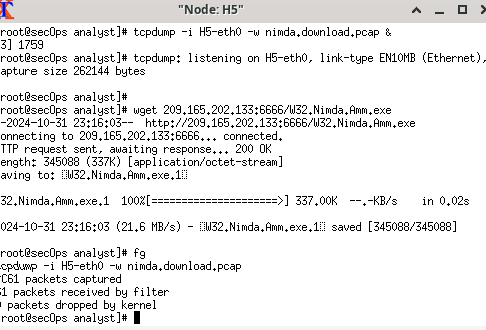 "Node: H5"
root@secOps analyst]# tcpdump -i H5-eth0 -w nimda.download.pcap &
3] 1759
root@secOps analyst]# tcpdump: listening on H5-eth0, link-type EN10MB (Ethernet),
apture size 262144 bytes
root@secOps analyst]#
root@secOps analyst]# wget 209.165.202.133:6666/W32.Nimda.Amm.exe
-2024-10-31 23:16:03-- http://209.165.202.133:6666/W32.Nimda.Amm.exe
onnecting to 209.165.202.133:6666... connected.
TTP request sent, awaiting response... 200 OK
ength: 345088 (337K) [application/octet-stream]
aving to: W32.Nimda.Amm.exe.1
32.Nimda.Amm.exe.1 100%[=====================>] 337.00K --.-KB/s in 0.02s
024-10-31 23:16:03 (21.6 MB/s) - W32.Nimda.Amm.exe.1 saved [345088/345088]
root@secOps analyst]# fg
tcpdump -i H5-eth0 -w nimda.download.pcap
^C61 packets captured
61 packets received by filter
0 packets dropped by kernel
root@secOps analyst]#